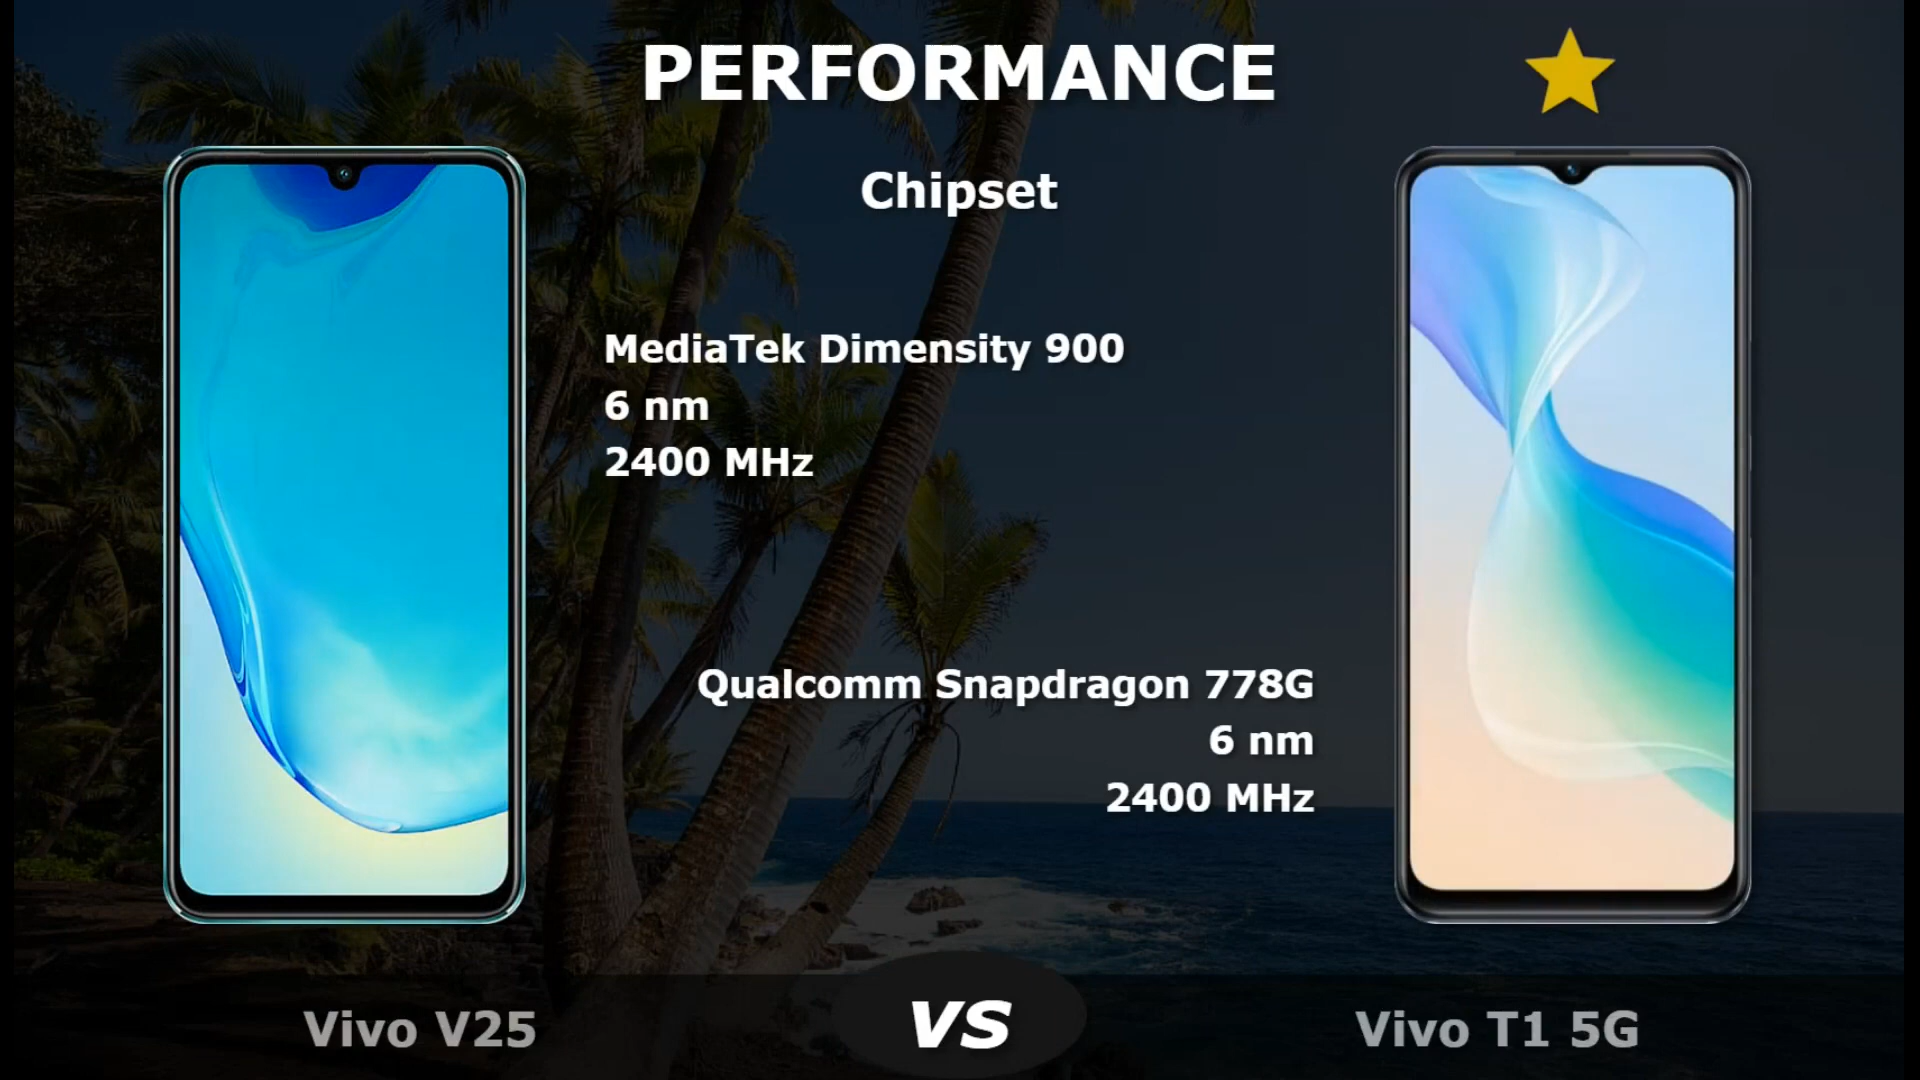 PERFORMANCE
Chipset
MediaTek Dimensity 900
6 nm
2400 MHz
Qualcomm Snapdragon 778G
6 nm
2400 MHz
Vivo V25
VS
Vivo T1 5G